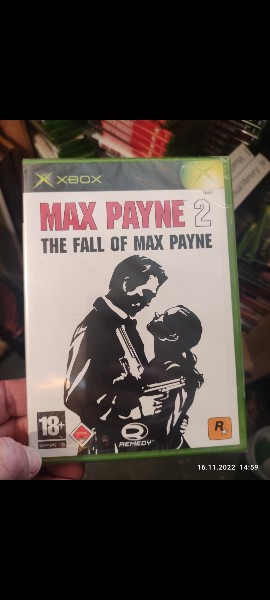 XBOX
MAX PAYNE 2
THE FALL OF MAX PAYNE
18+
REMEDY
R
16.11.2022 14:59